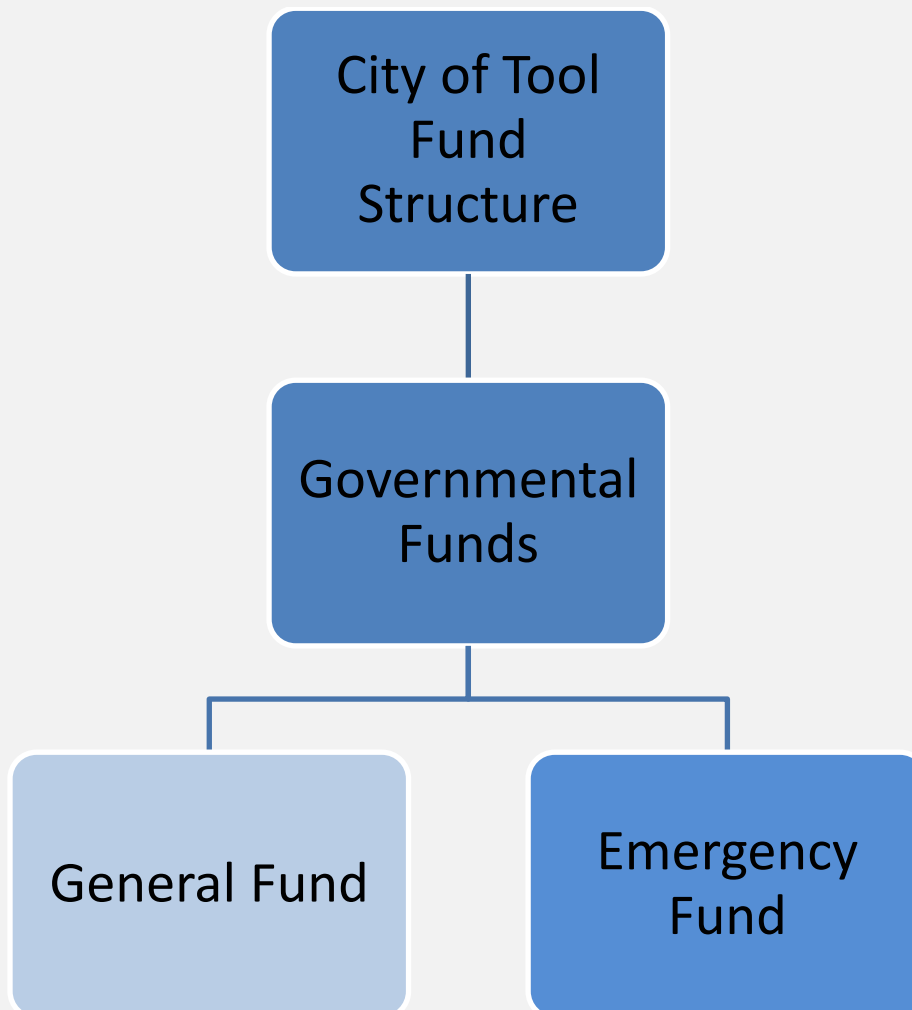 City of Tool
Fund
Structure
Governmental
Funds
General Fund
Emergency
Fund